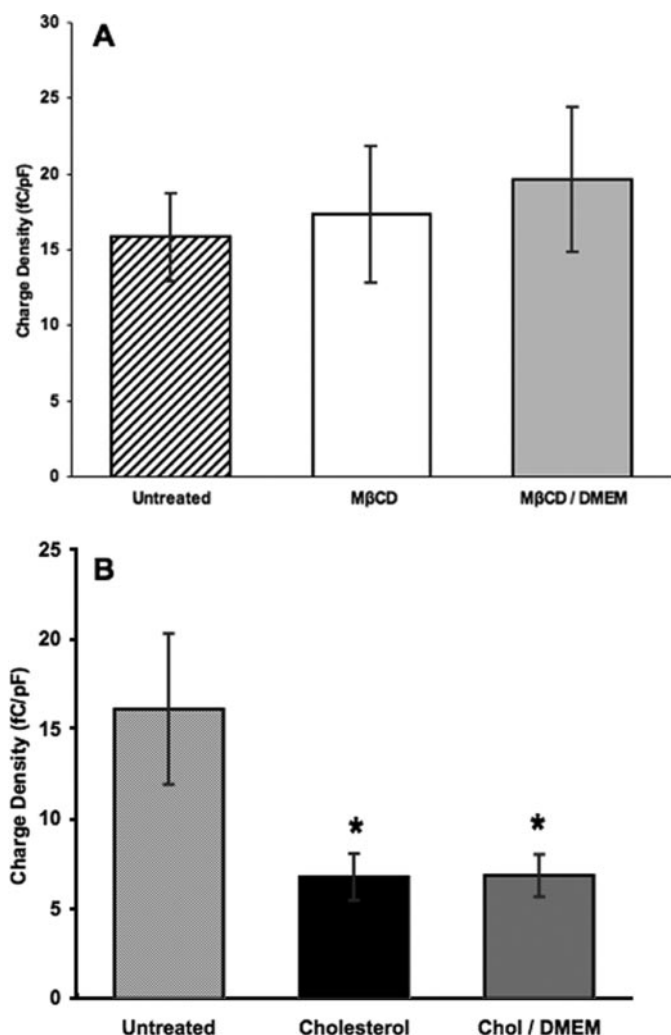 A
30
25
20
15
10
5
0
Charge Density (fC/pF)
Untreated MβCD MβCD / DMEM
B
25
20
15
10
5
0
Charge Density (fC/pF)
* *
Untreated Cholesterol Chol / DMEM